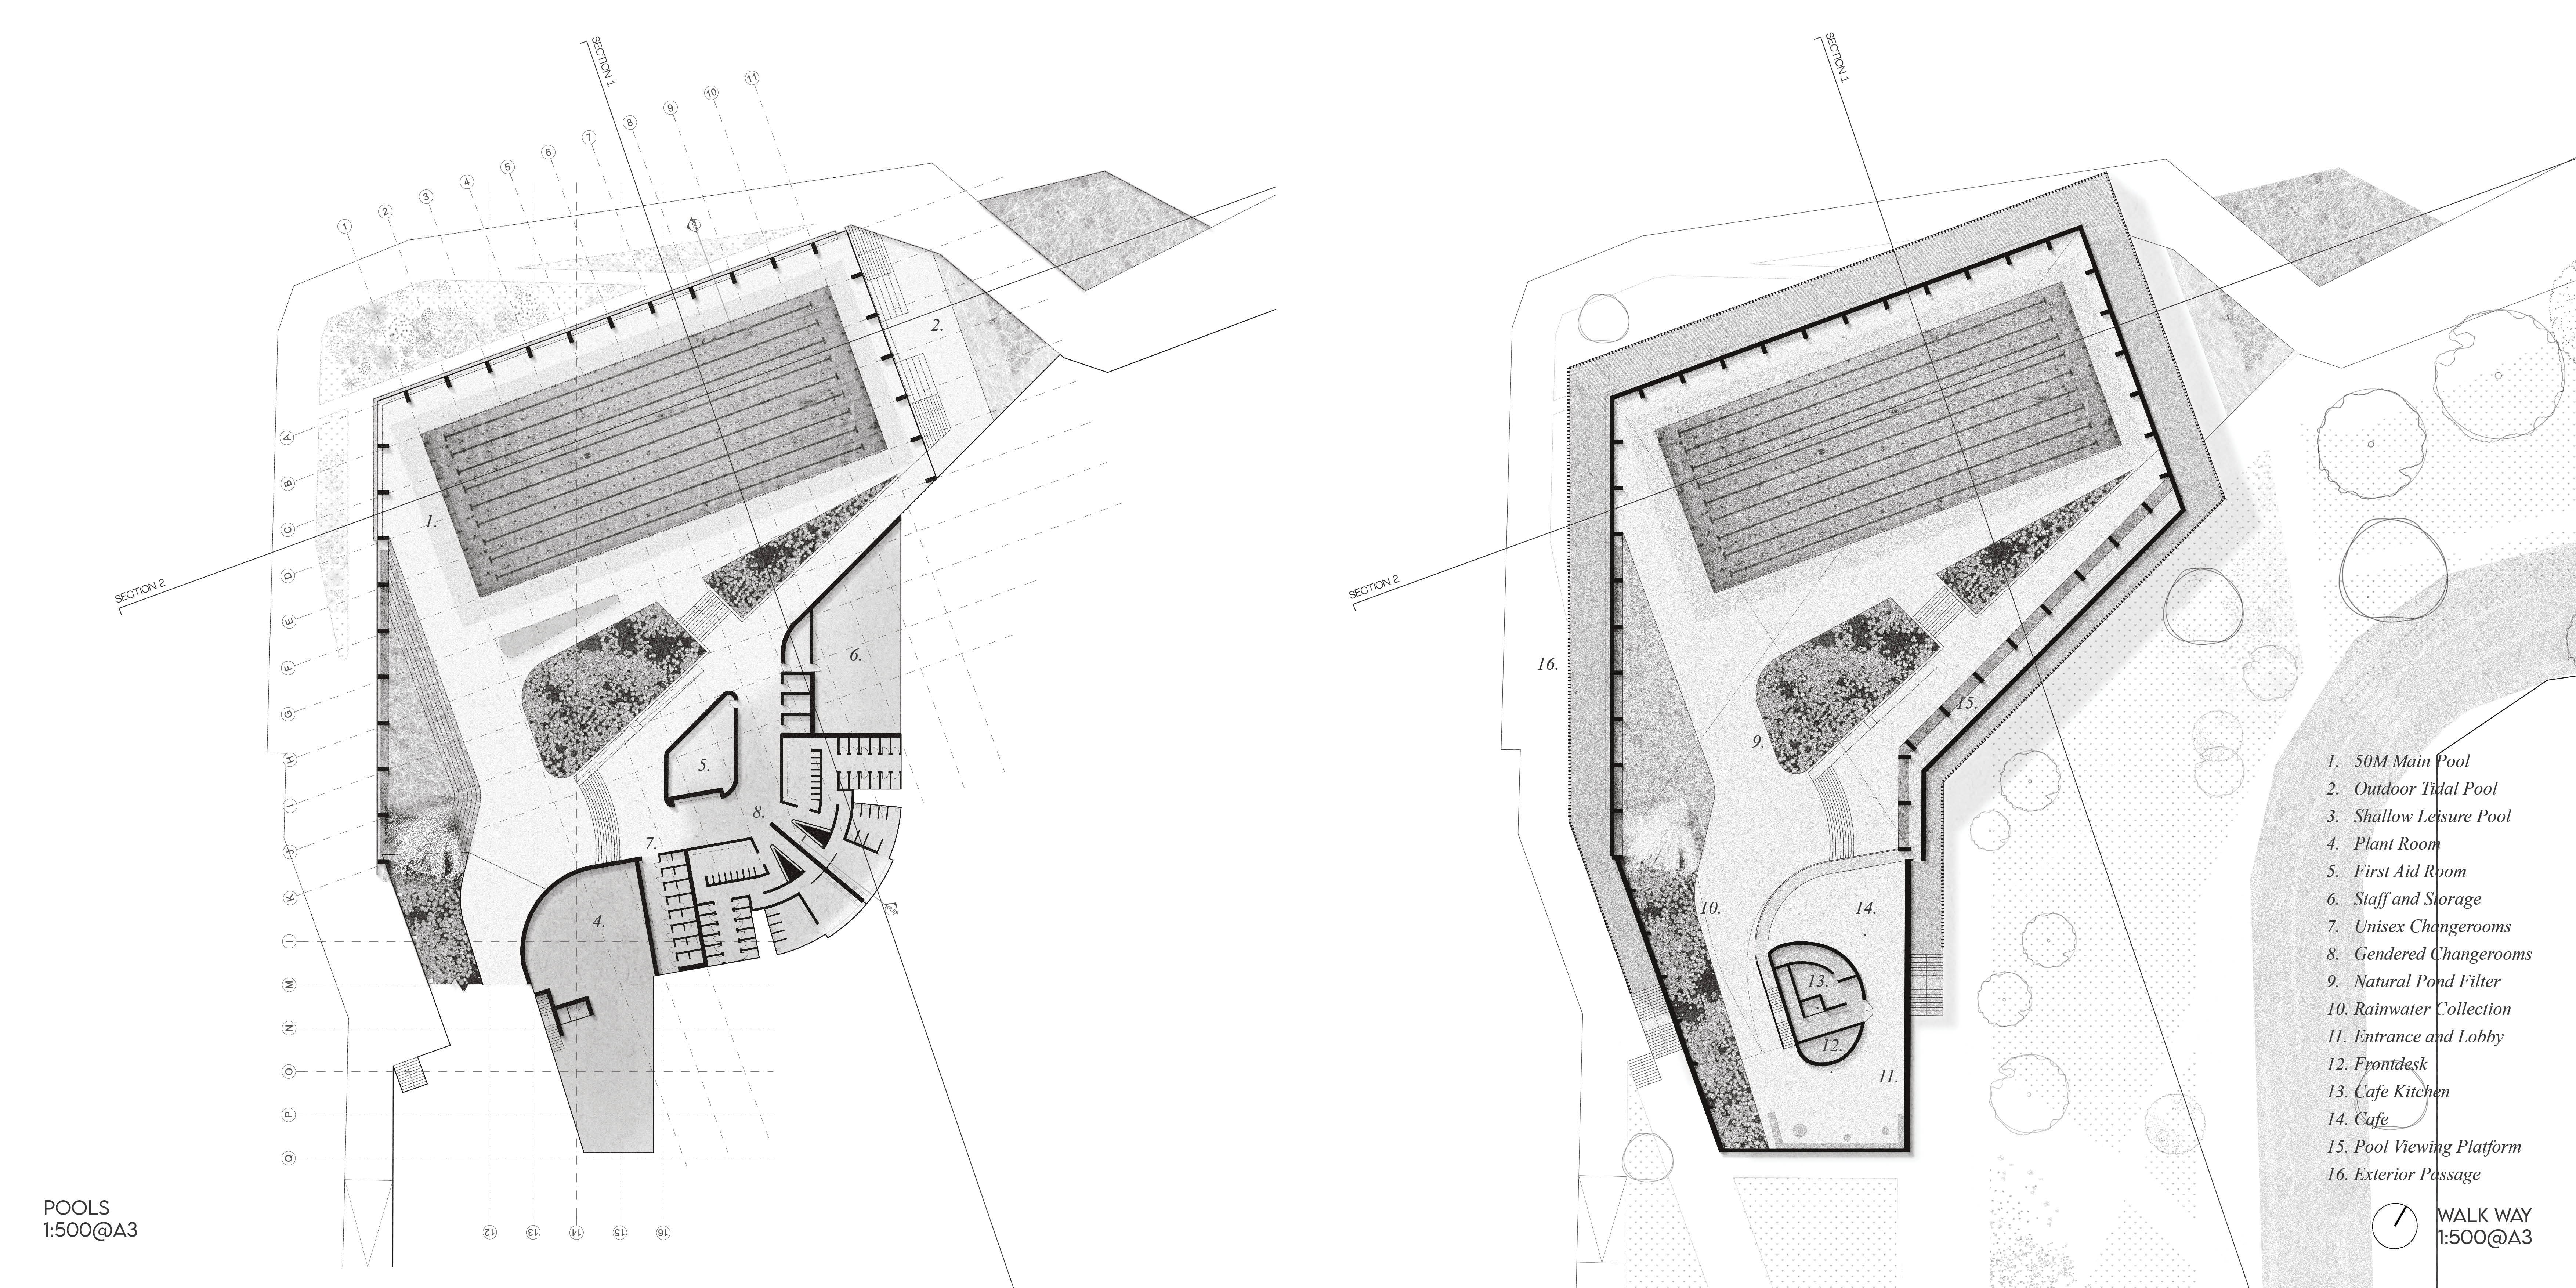 SECTION 1
11
10
9
8
7
6
5
4
3
2
1
A
B
C
D
E
F
G
H
I
J
K
I
M
N
O
P
Q
SECTION 2
1.
2.
6.
5.
8.
7.
4.
12
13
14
15
16
POOLS
1:500@A3
SECTION 1
SECTION 2
16.
15.
9.
10.
14.
13.
12.
11.
1. 50M Main Pool
2. Outdoor Tidal Pool
3. Shallow Leisure Pool
4. Plant Room
5. First Aid Room
6. Staff and Storage
7. Unisex Changerooms
8. Gendered Changerooms
9. Natural Pond Filter
10. Rainwater Collection
11. Entrance and Lobby
12. Frontdesk
13. Cafe Kitchen
14. Cafe
15. Pool Viewing Platform
16. Exterior Passage
WALK WAY
1:500@A3